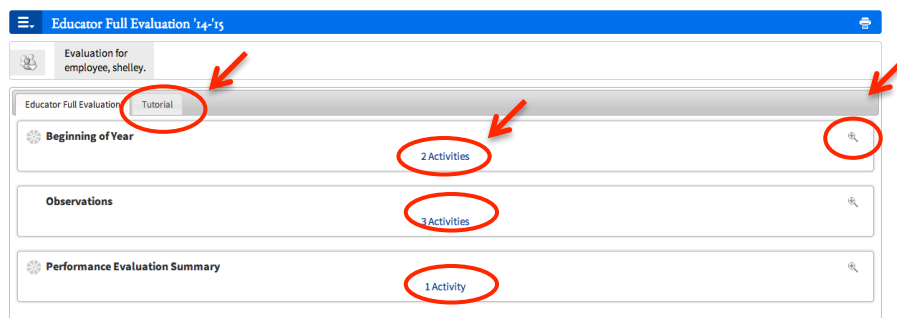 Educator Full Evaluation '14-'15
Evaluation for
employee, shelley.
Educator Full Evaluation
Tutorial
Beginning of Year
2 Activities
Observations
3 Activities
Performance Evaluation Summary
1 Activity